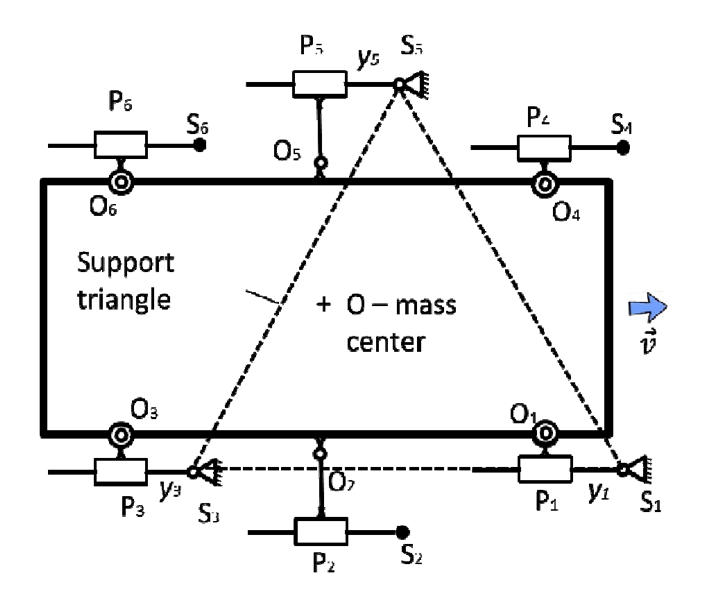 P₅ y₅ S₅
P₆ S₆ P₄ S₄
O₅
O₆ O₄
Support
triangle
+ O – mass
center
v⃗
O₃ O₁
y₃ O₂ y₁
P₃ S₃ P₁ S₁
P₂ S₂